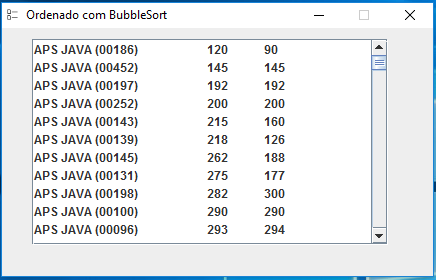 Ordenado com BubbleSort
APS JAVA (00186) 120 90
APS JAVA (00452) 145 145
APS JAVA (00197) 192 192
APS JAVA (00252) 200 200
APS JAVA (00143) 215 160
APS JAVA (00139) 218 126
APS JAVA (00145) 262 188
APS JAVA (00131) 275 177
APS JAVA (00198) 282 300
APS JAVA (00100) 290 290
APS JAVA (00096) 293 294